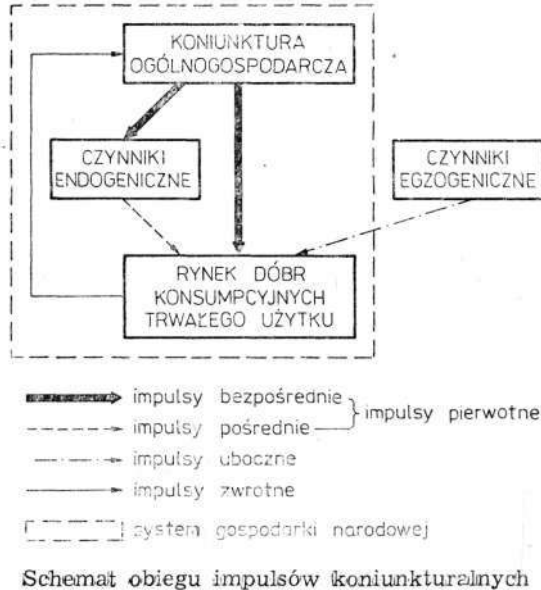 KONIUNKTURA
OGÓLNOGOSPODARCZA
CZYNNIKI
ENDOGENICZNE
CZYNNIKI
EGZOGENICZNE
RYNEK DÓBR
KONSUMPCYJNYCH
TRWAŁEGO UŻYTKU
impulsy bezpośrednie
impulsy pierwotne
impulsy pośrednie
impulsy uboczne
impulsy zwrotne
system gospodarki narodowej
Schemat obiegu impulsów koniunkturalnych